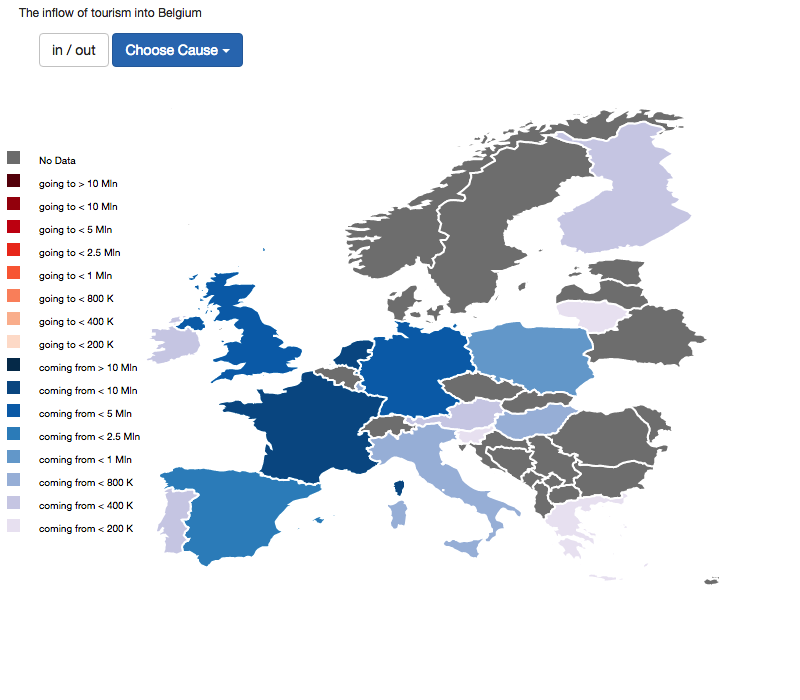 The inflow of tourism into Belgium
in / out Choose Cause
No Data
going to > 10 Mln
going to < 10 Mln
going to < 5 Mln
going to < 2.5 Mln
going to < 1 Mln
going to < 800 K
going to < 400 K
going to < 200 K
coming from > 10 Mln
coming from < 10 Mln
coming from < 5 Mln
coming from < 2.5 Mln
coming from < 1 Mln
coming from < 800 K
coming from < 400 K
coming from < 200 K